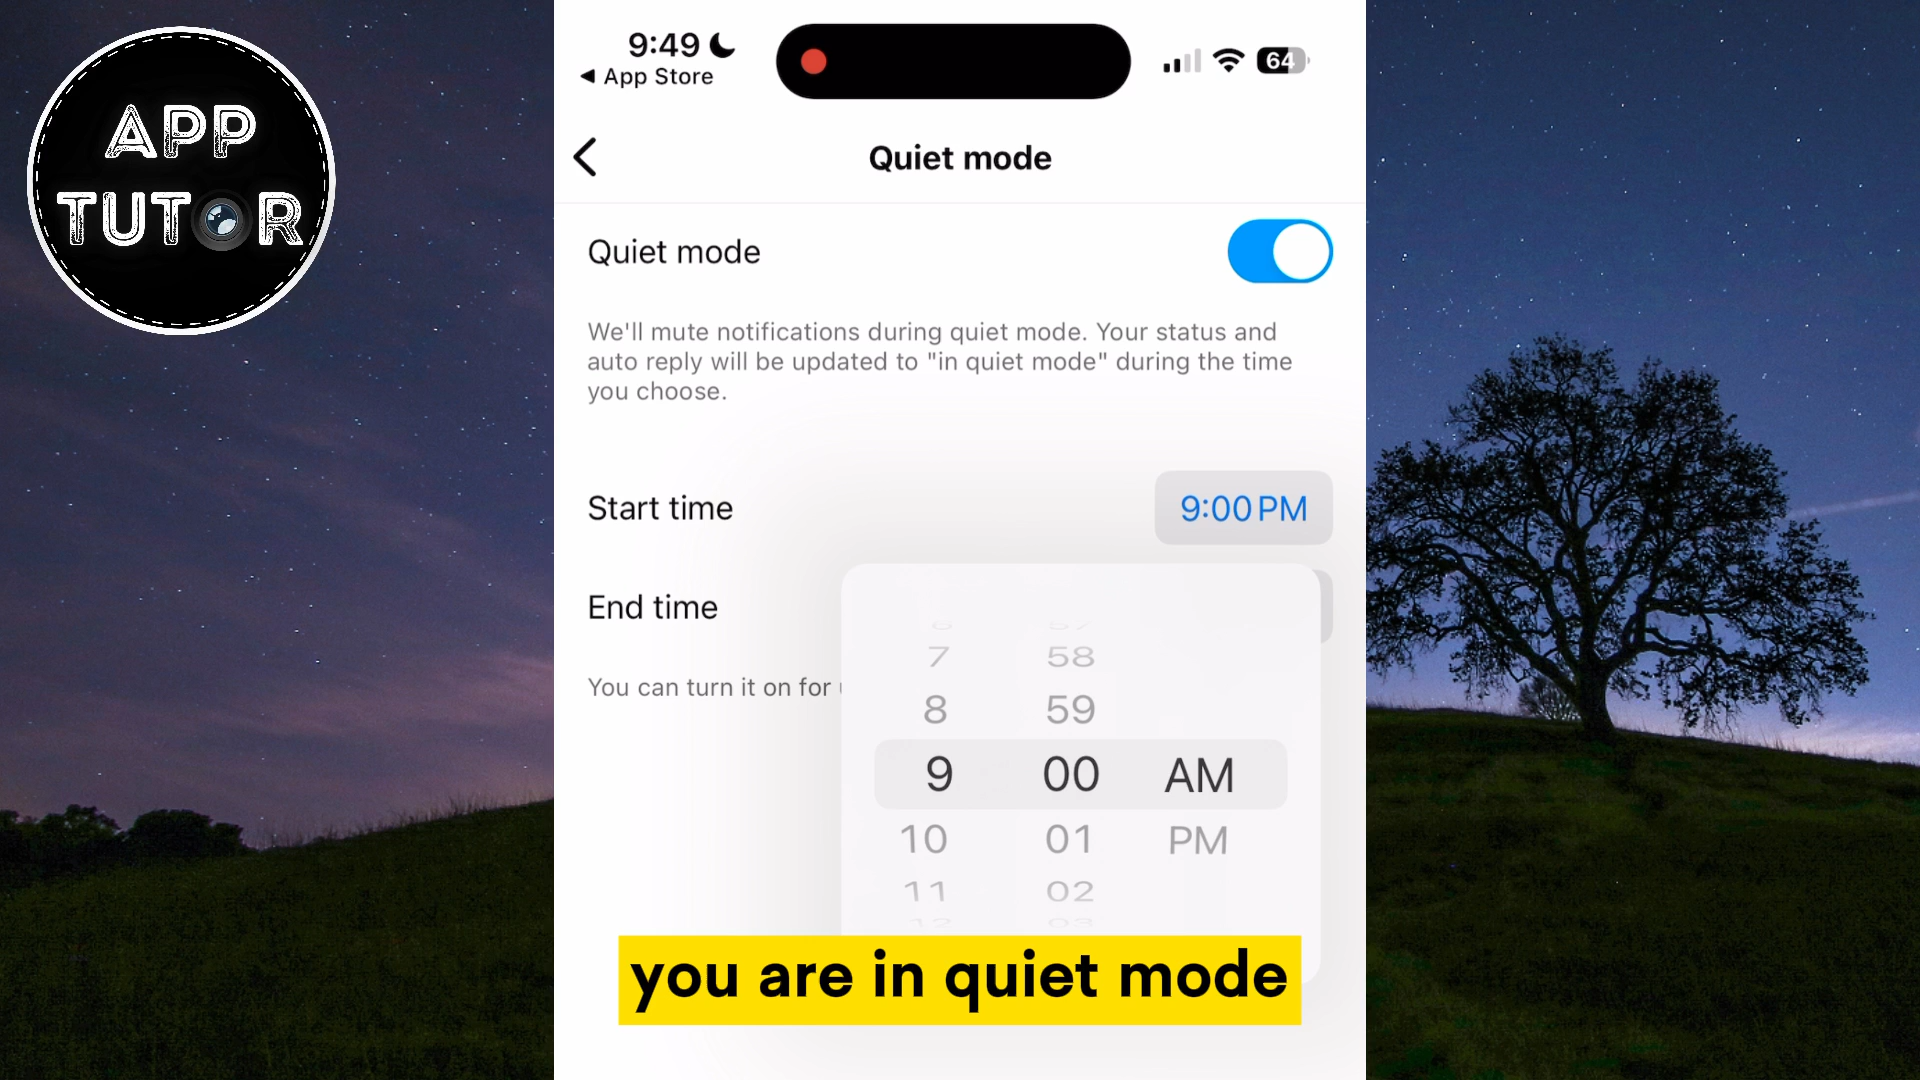 APP
TUTOR
9:49
App Store
64
Quiet mode
Quiet mode
We'll mute notifications during quiet mode. Your status and
auto reply will be updated to "in quiet mode" during the time
you choose.
Start time
9:00 PM
End time
You can turn it on for
7 58
8 59
9 00 AM
10 01 PM
11 02
12 03
you are in quiet mode